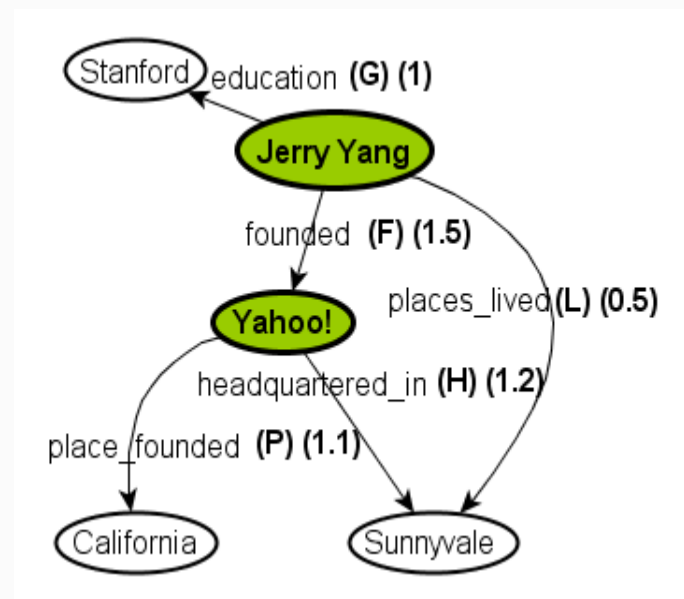 Stanford
education (G) (1)
Jerry Yang
founded (F) (1.5)
places_lived (L) (0.5)
Yahoo!
headquartered_in (H) (1.2)
place_founded (P) (1.1)
California
Sunnyvale